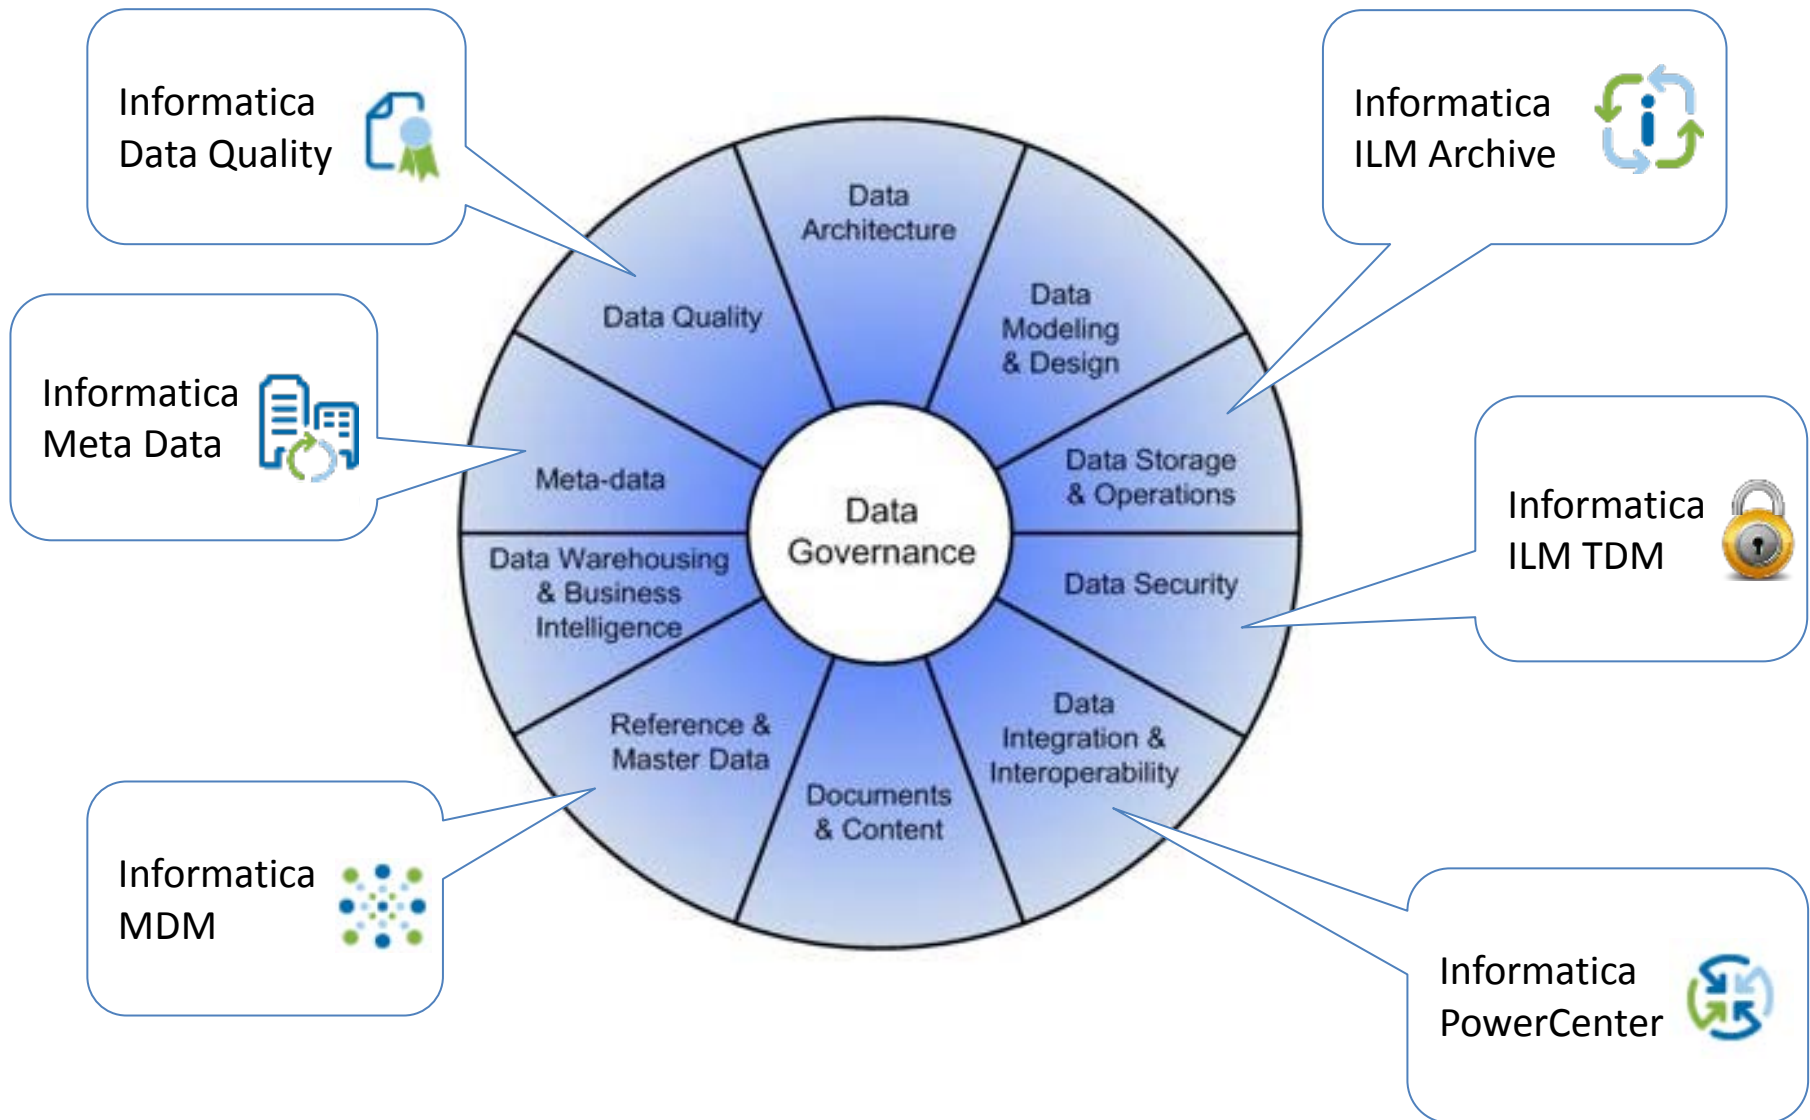 Informatica
Data Quality
Informatica
ILM Archive
Informatica
Meta Data
Informatica
ILM TDM
Informatica
MDM
Informatica
PowerCenter
Data
Architecture
Data
Modeling
& Design
Data Storage
& Operations
Data Security
Data
Integration &
Interoperability
Documents
& Content
Reference &
Master Data
Data Warehousing
& Business
Intelligence
Meta-data
Data Quality
Data
Governance